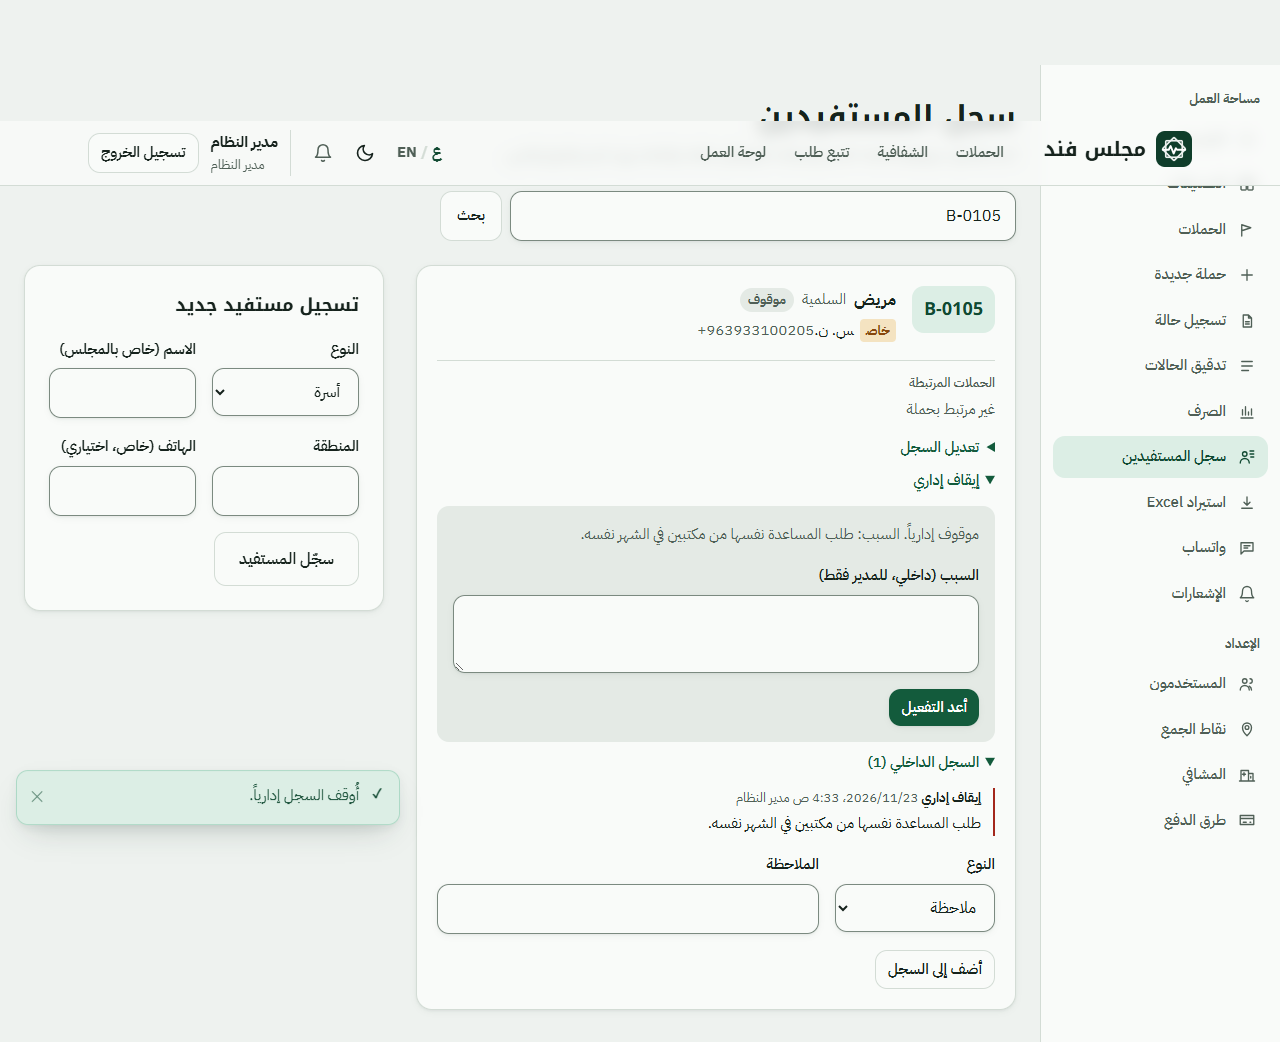 مجلس فند
الحملات
الشفافية
تتبع طلب
لوحة العمل
ع / EN
مدير النظام
مدير النظام
تسجيل الخروج
مساحة العمل
الحملات
حملة جديدة
تسجيل حالة
تدقيق الحالات
الصرف
سجل المستفيدين
استيراد Excel
واتساب
الإشعارات
الإعداد
المستخدمون
نقاط الجمع
المشافي
طرق الدفع
سجل المستفيدين
B-0105
بحث
B-0105
مريض السلمية موقوف
خاص س. ن. +963933100205
الحملات المرتبطة
غير مرتبط بحملة
تعديل السجل
إيقاف إداري
موقوف إدارياً. السبب: طلب المساعدة نفسها من مكتبين في الشهر نفسه.
السبب (داخلي، للمدير فقط)
أعد التفعيل
السجل الداخلي (1)
إيقاف إداري 2026/11/23، 4:33 ص مدير النظام
طلب المساعدة نفسها من مكتبين في الشهر نفسه.
النوع
ملاحظة
الملاحظة
أضف إلى السجل
تسجيل مستفيد جديد
النوع
أسرة
الاسم (خاص بالمجلس)
المنطقة
الهاتف (خاص، اختياري)
سجّل المستفيد
✓ أُوقف السجل إدارياً.